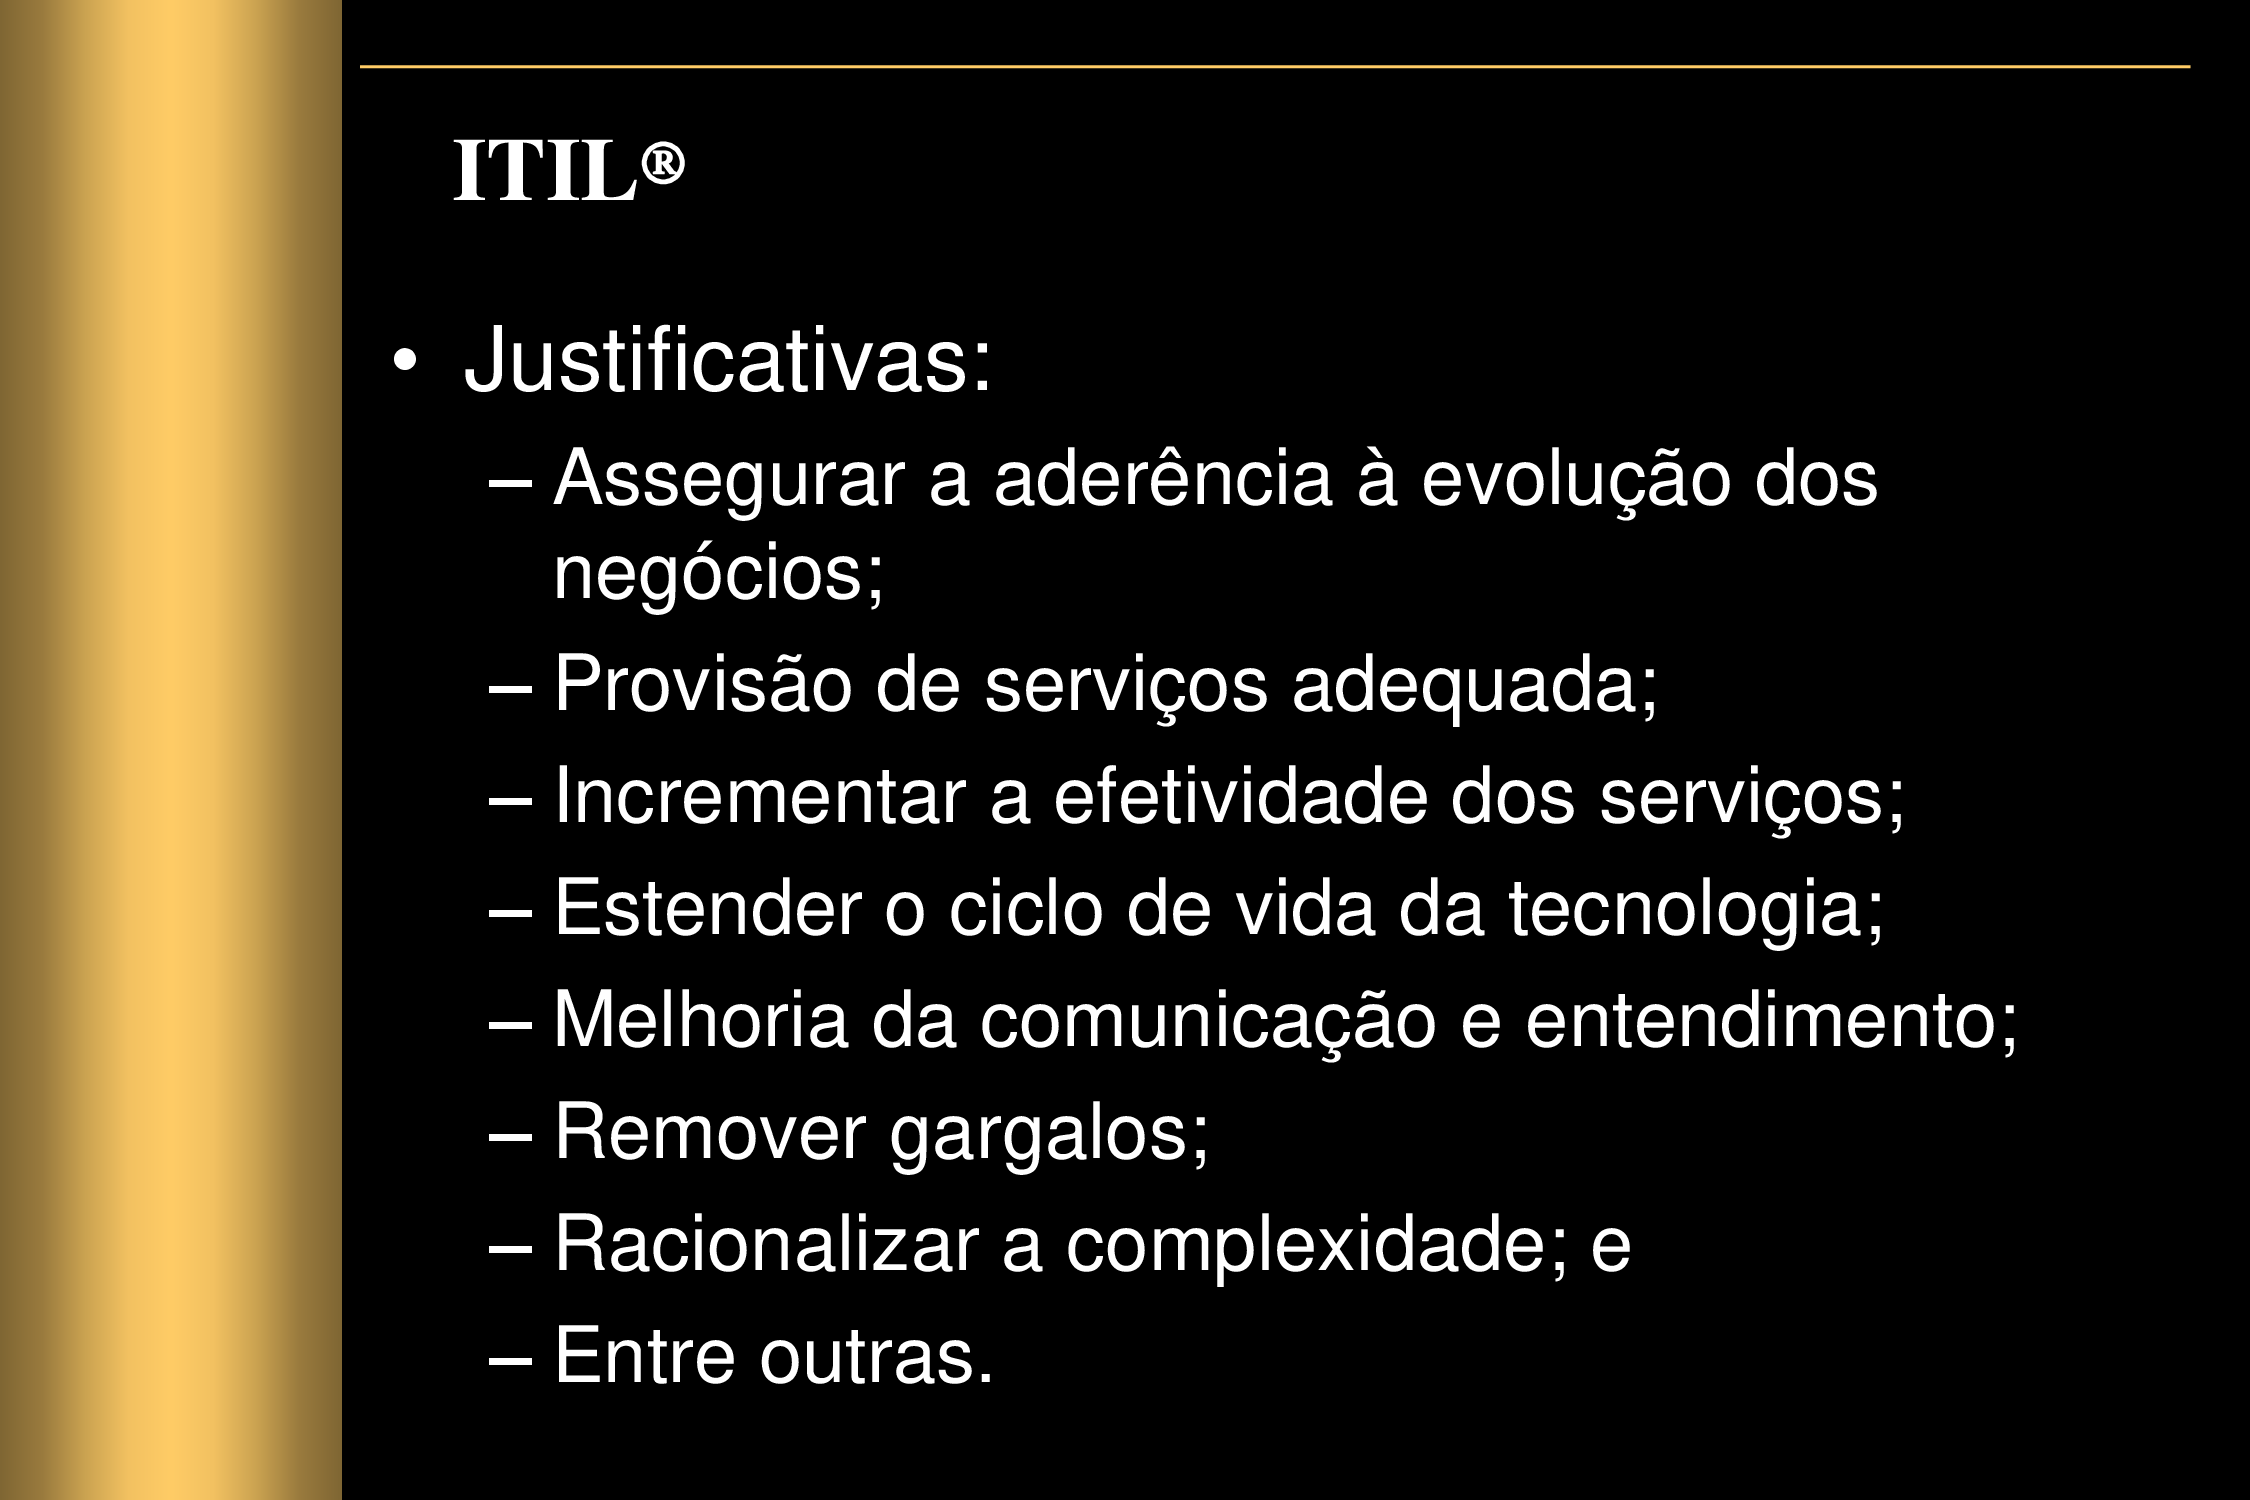 ITIL®
• Justificativas:
– Assegurar a aderência à evolução dos
negócios;
– Provisão de serviços adequada;
– Incrementar a efetividade dos serviços;
– Estender o ciclo de vida da tecnologia;
– Melhoria da comunicação e entendimento;
– Remover gargalos;
– Racionalizar a complexidade; e
– Entre outras.